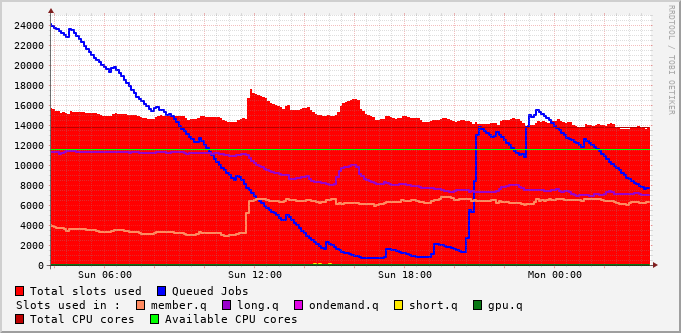 RRDTOOL / TOBI OETIKER
24000
22000
20000
18000
16000
14000
12000
10000
8000
6000
4000
2000
0
Sun 06:00 Sun 12:00 Sun 18:00 Mon 00:00
Total slots used Queued Jobs
Slots used in : member.q long.q ondemand.q short.q gpu.q
Total CPU cores Available CPU cores